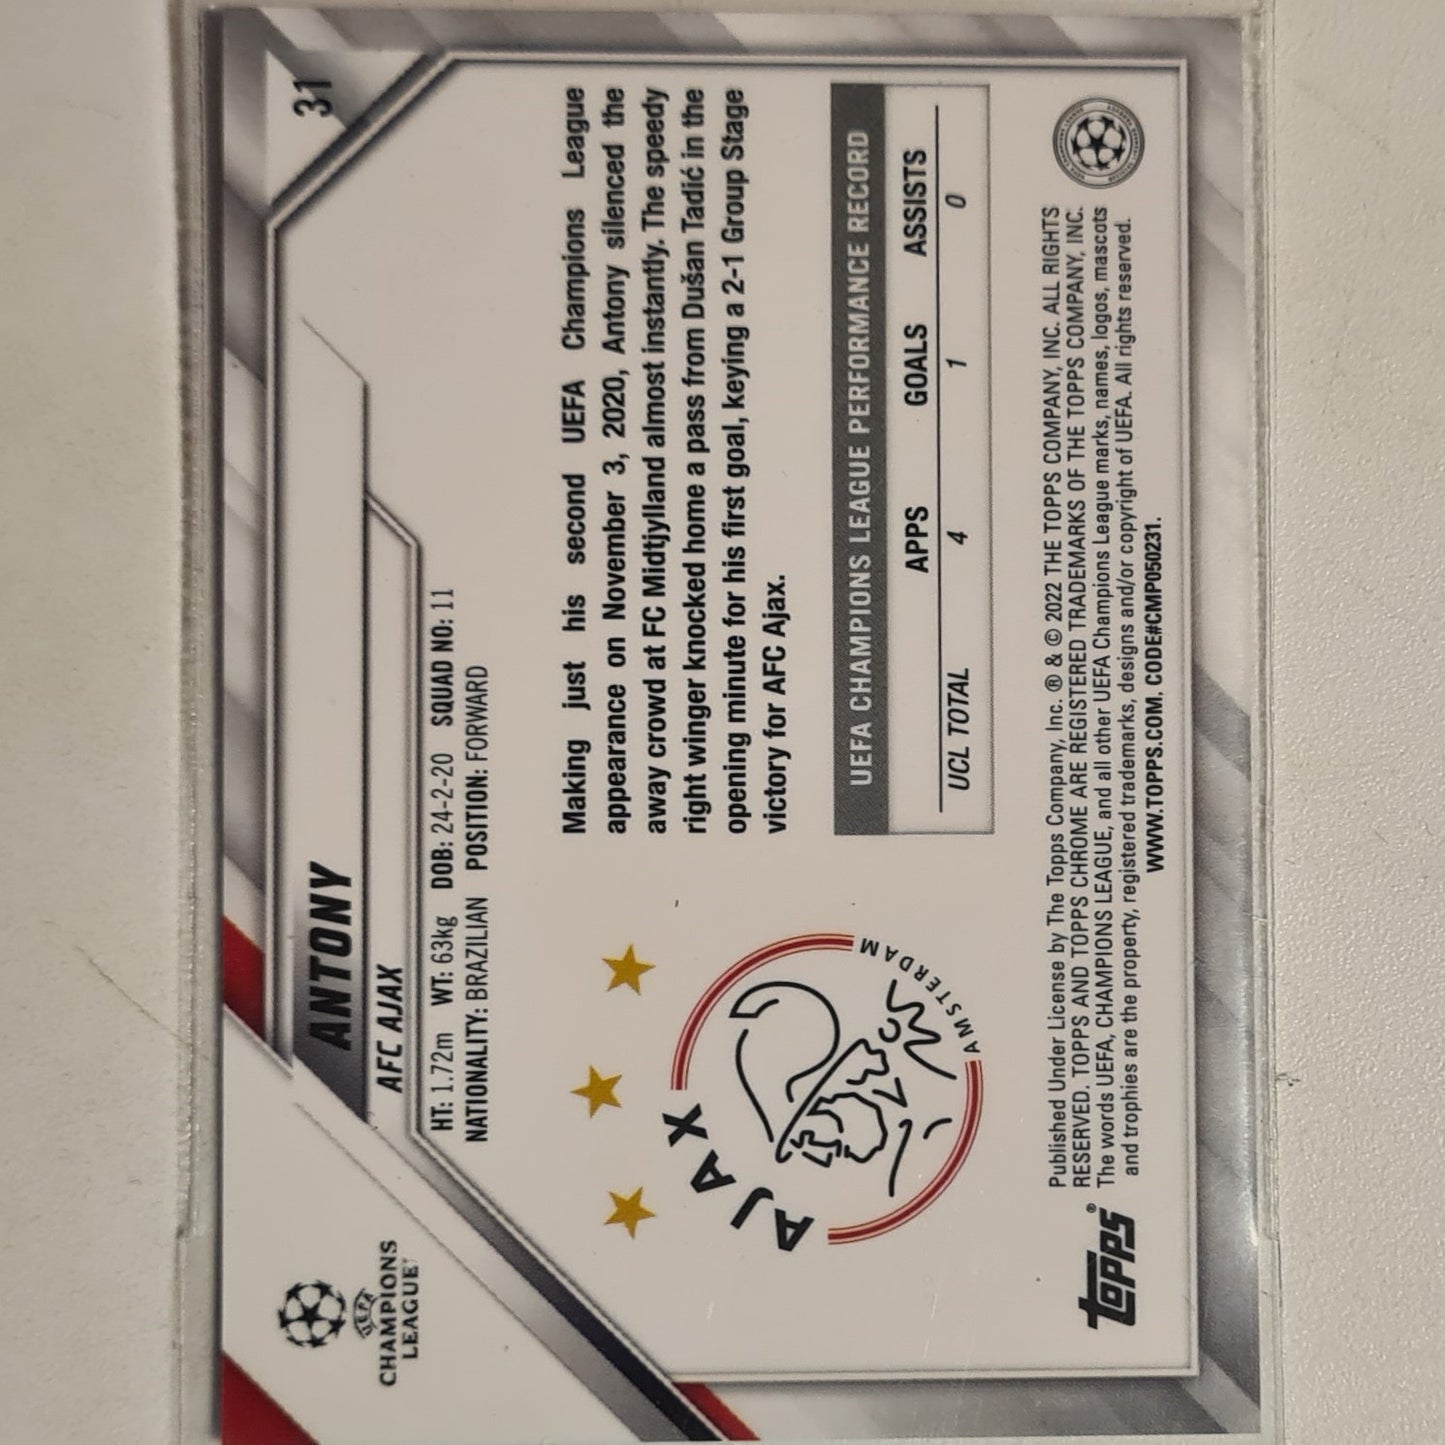 31
UEFA
CHAMPIONS
LEAGUE
ANTONY
AFC AJAX
HT: 1.72m WT: 63kg DOB: 24-2-20 SQUAD NO: 11
NATIONALITY: BRAZILIAN POSITION: FORWARD
AJAX
AMSTERDAM
Making just his second UEFA Champions League
appearance on November 3, 2020, Antony silenced the
away crowd at FC Midtjylland almost instantly. The speedy
right winger knocked home a pass from Dušan Tadić in the
opening minute for his first goal, keying a 2-1 Group Stage
victory for AFC Ajax.
UEFA CHAMPIONS LEAGUE PERFORMANCE RECORD
APPS GOALS ASSISTS
UCL TOTAL 4 1 0
topps®
Published Under License by The Topps Company, Inc. ® & © 2022 THE TOPPS COMPANY, INC. ALL RIGHTS
RESERVED. TOPPS AND TOPPS CHROME ARE REGISTERED TRADEMARKS OF THE TOPPS COMPANY, INC.
The words UEFA, CHAMPIONS LEAGUE, and all other UEFA Champions League marks, names, logos, mascots
and trophies are the property, registered trademarks, designs and/or copyright of UEFA. All rights reserved.
WWW.TOPPS.COM. CODE#CMP050231.